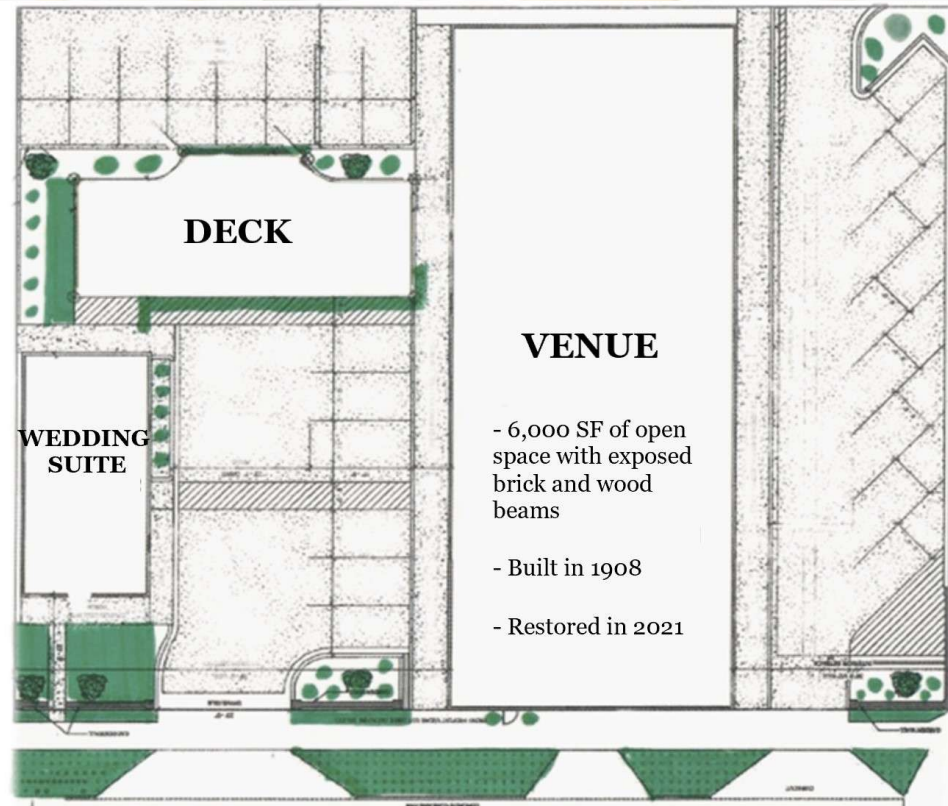 DECK
VENUE
- 6,000 SF of open
space with exposed
brick and wood
beams
- Built in 1908
- Restored in 2021
WEDDING
SUITE